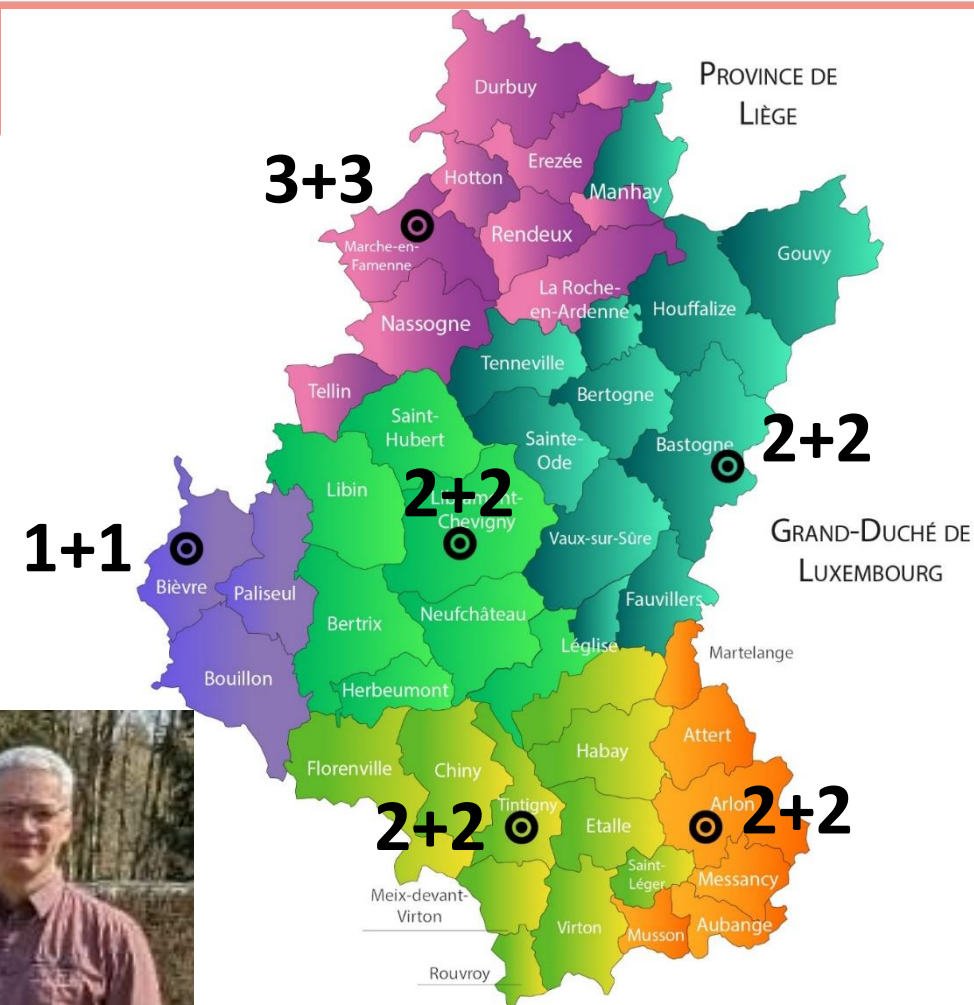 Durbuy
PROVINCE DE
LIÈGE
3+3
Hotton
Erezée
Manhay
Marche-en-
Famenne
Rendeux
Gouvy
La Roche-
en-Ardenne
Houffalize
Nassogne
Tenneville
Tellin
Bertogne
Saint-
Hubert
Sainte-
Ode
Bastogne
2+2
Libin
2+2
Libramont-
Chevigny
1+1
Vaux-sur-Sûre
GRAND-DUCHÉ DE
LUXEMBOURG
Bièvre
Paliseul
Fauvillers
Bertrix
Neufchâteau
Léglise
Martelange
Bouillon
Herbeumont
Attert
Habay
Florenville
Chiny
Tintigny
2+2
Etalle
Arlon
2+2
Saint-
Léger
Messancy
Meix-devant-
Virton
Virton
Musson
Aubange
Rouvroy